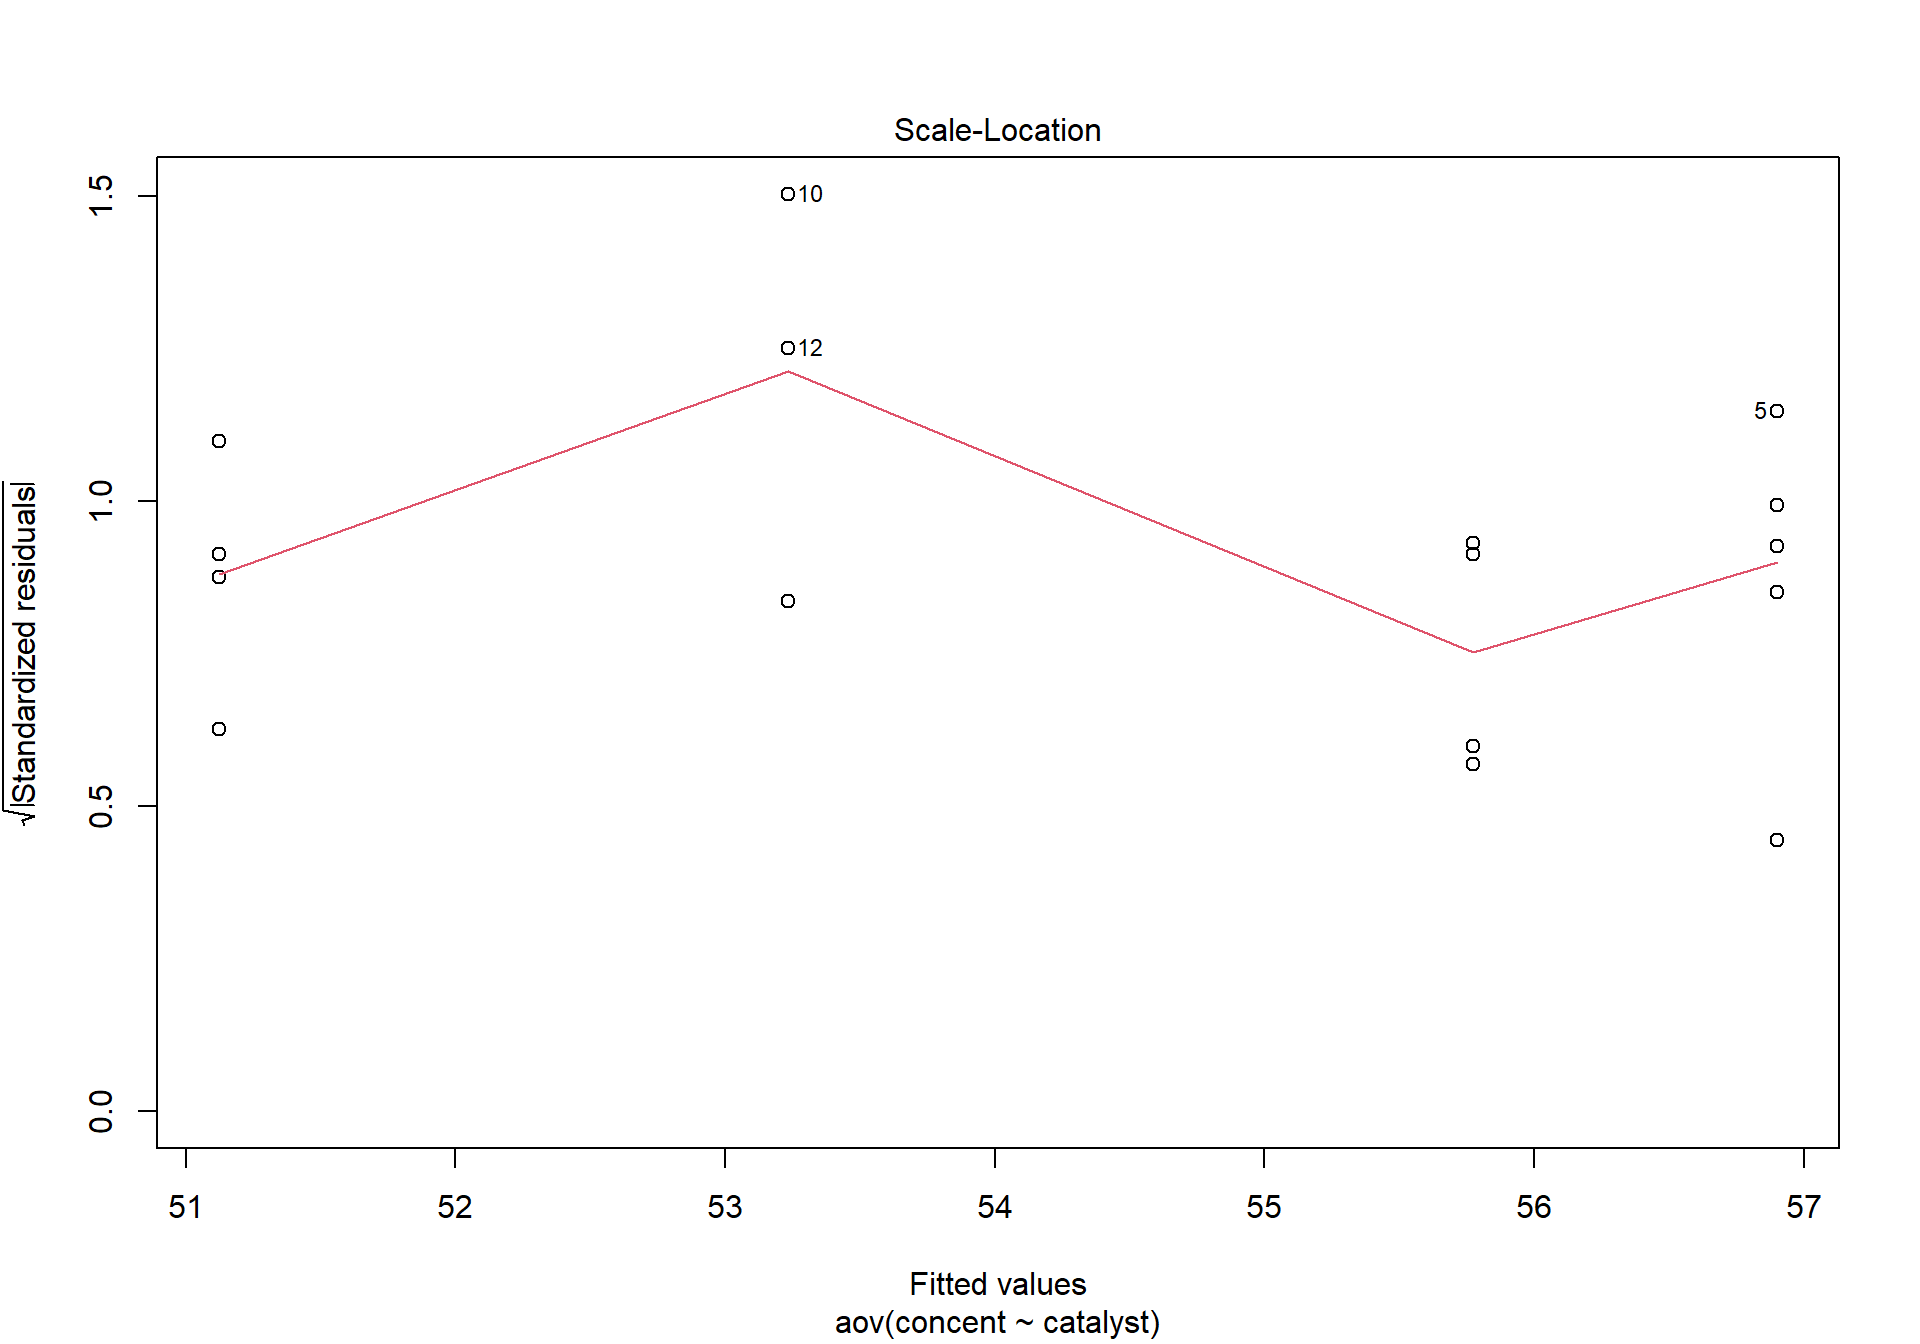 Scale-Location
√|Standardized residuals|
1.5
1.0
0.5
0.0
10
12
5
51 52 53 54 55 56 57
Fitted values
aov(concent ~ catalyst)